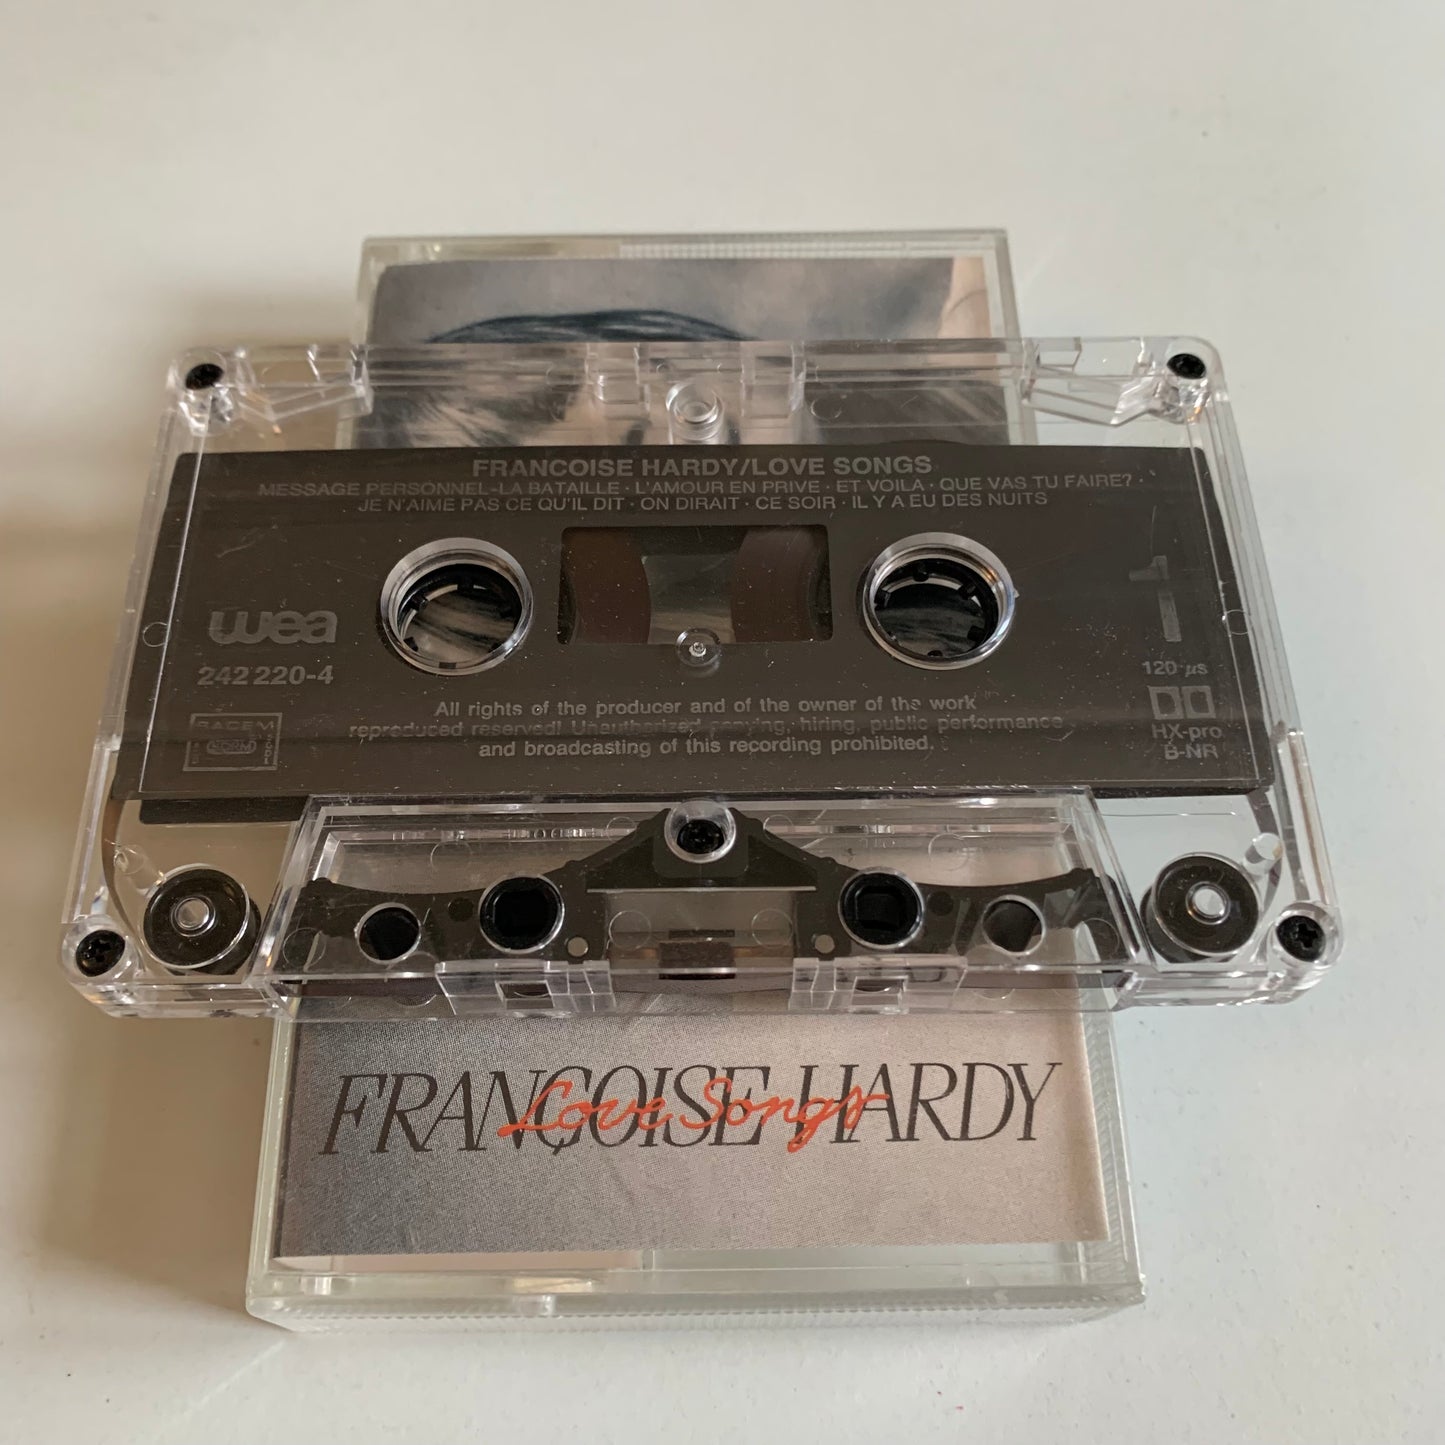 FRANCOISE HARDY/LOVE SONGS
MESSAGE PERSONNEL-LA BATAILLE · L'AMOUR EN PRIVE · ET VOILA · QUE VAS TU FAIRE? ·
JE N'AIME PAS CE QU'IL DIT · ON DIRAIT · CE SOIR · IL Y A EU DES NUITS
wea
242 220-4
1
120 µs
HX-pro
B-NR
SACEM
SDRM
All rights of the producer and of the owner of the work
reproduced reserved! Unauthorized copying, hiring, public performance
and broadcasting of this recording prohibited.
FRANÇOISE HARDY
Love Songs